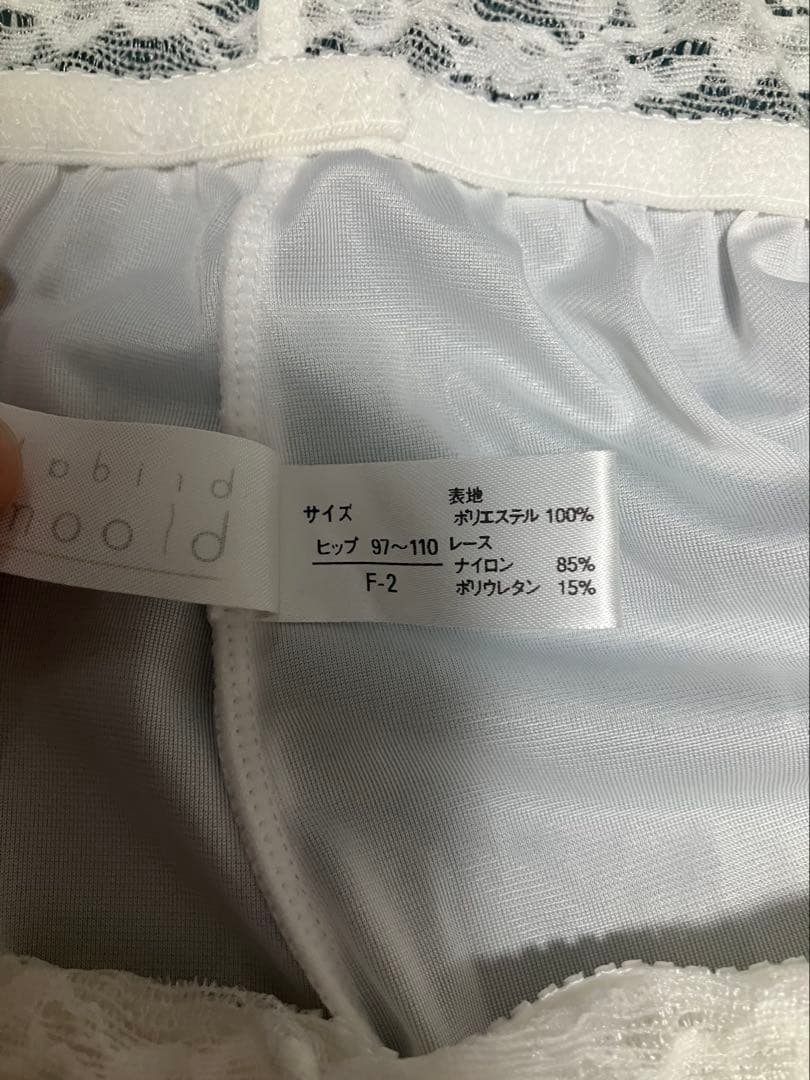 サイズ
ヒップ 97〜110
F-2
表地
ポリエステル 100%
レース
ナイロン 85%
ポリウレタン 15%